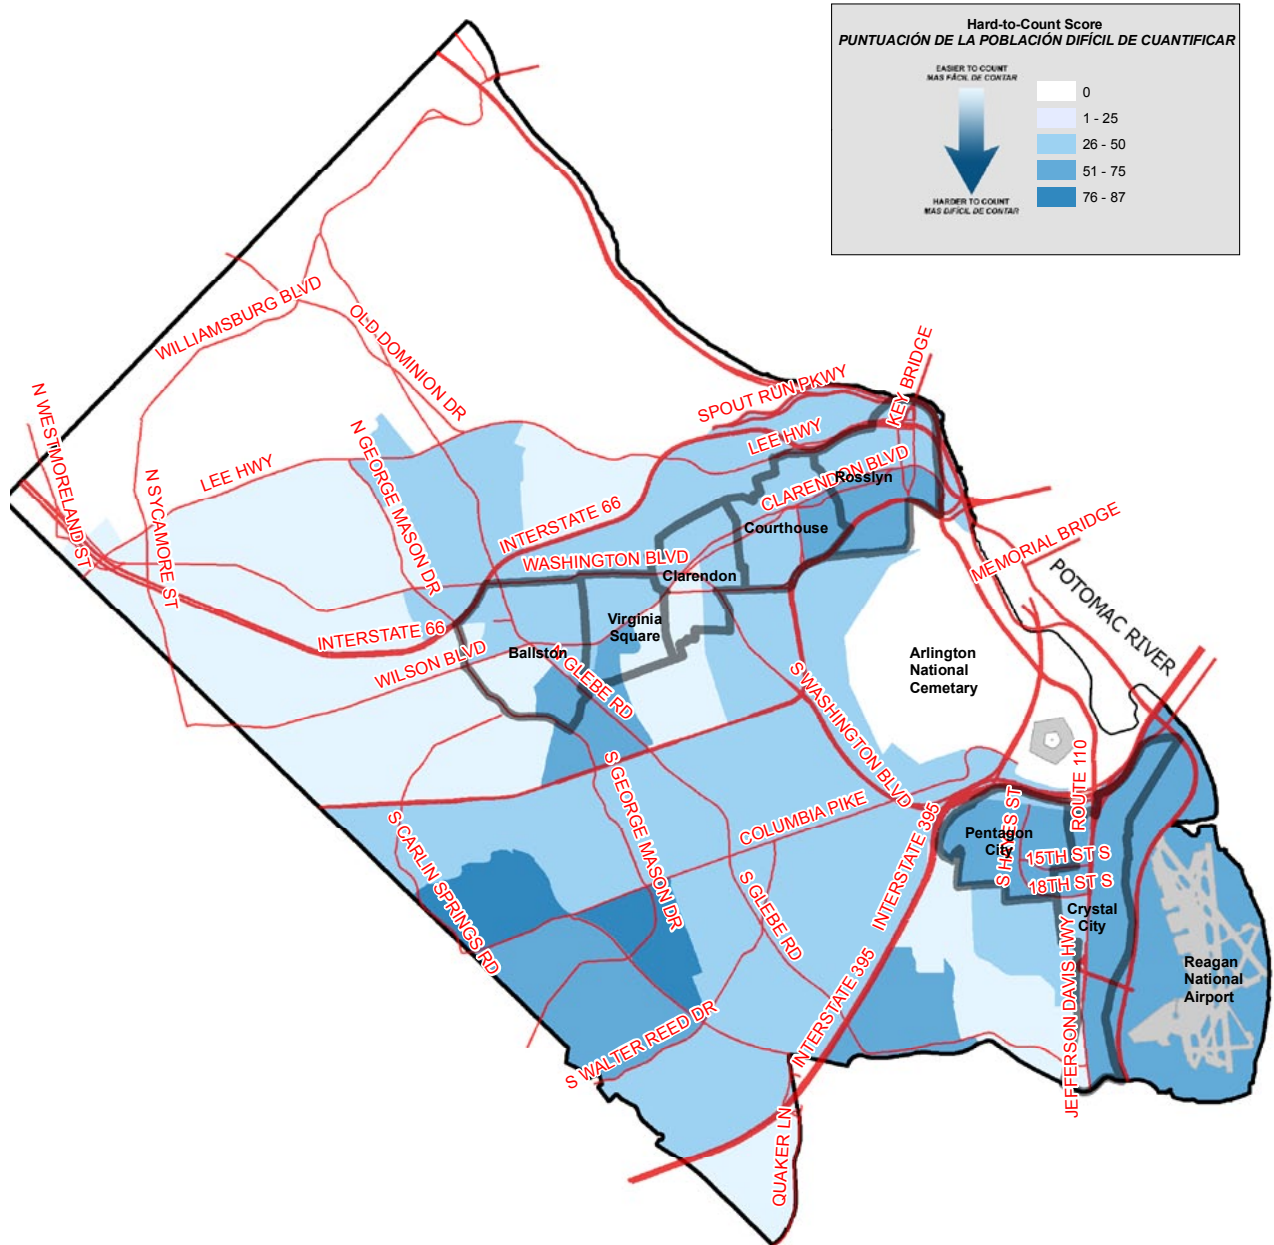 Hard-to-Count Score
PUNTUACIÓN DE LA POBLACIÓN DIFÍCIL DE CUANTIFICAR
EASIER TO COUNT
MAS FÁCIL DE CONTAR
HARDER TO COUNT
MAS DIFÍCIL DE CONTAR
0
1 - 25
26 - 50
51 - 75
76 - 87
WILLIAMSBURG BLVD
OLD DOMINION DR
N WESTMORELAND ST
N SYCAMORE ST
LEE HWY
N GEORGE MASON DR
SPOUT RUN PKWY
KEY BRIDGE
LEE HWY
CLARENDON BLVD
Rosslyn
INTERSTATE 66
Courthouse
WASHINGTON BLVD
Clarendon
MEMORIAL BRIDGE
POTOMAC RIVER
INTERSTATE 66
Virginia
Square
WILSON BLVD
Ballston
N GLEBE RD
Arlington
National
Cemetary
S WASHINGTON BLVD
S GEORGE MASON DR
ROUTE 110
S CARLIN SPRINGS RD
COLUMBIA PIKE
INTERSTATE 395
Pentagon
City
S HAYES ST
15TH ST S
18TH ST S
S GLEBE RD
Crystal
City
JEFFERSON DAVIS HWY
Reagan
National
Airport
INTERSTATE 395
S WALTER REED DR
QUAKER LN